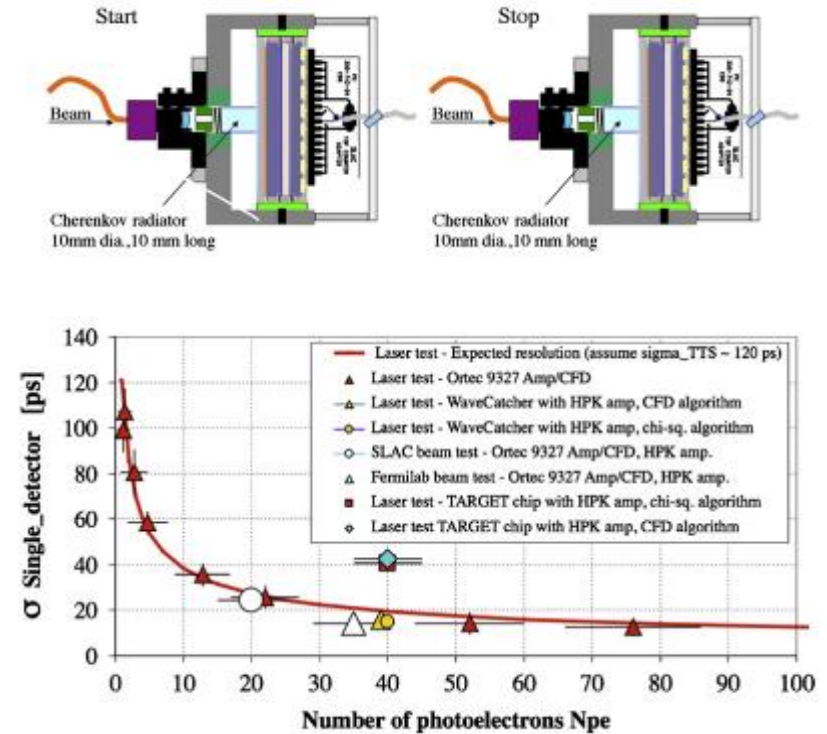 Start
Stop
Beam
Beam
Cherenkov radiator
10mm dia.,10 mm long
Cherenkov radiator
10mm dia.,10 mm long
140
120
100
80
60
40
20
0
σ Single_detector [ps]
Laser test - Expected resolution (assume sigma_TTS ~ 120 ps)
Laser test - Ortec 9327 Amp/CFD
Laser test - WaveCatcher with HPK amp, CFD algorithm
Laser test - WaveCatcher with HPK amp, chi-sq. algorithm
SLAC beam test - Ortec 9327 Amp/CFD, HPK amp.
Fermilab beam test - Ortec 9327 Amp/CFD, HPK amp.
Laser test - TARGET chip with HPK amp, chi-sq. algorithm
Laser test TARGET chip with HPK amp, CFD algorithm
0 10 20 30 40 50 60 70 80 90 100
Number of photoelectrons Npe